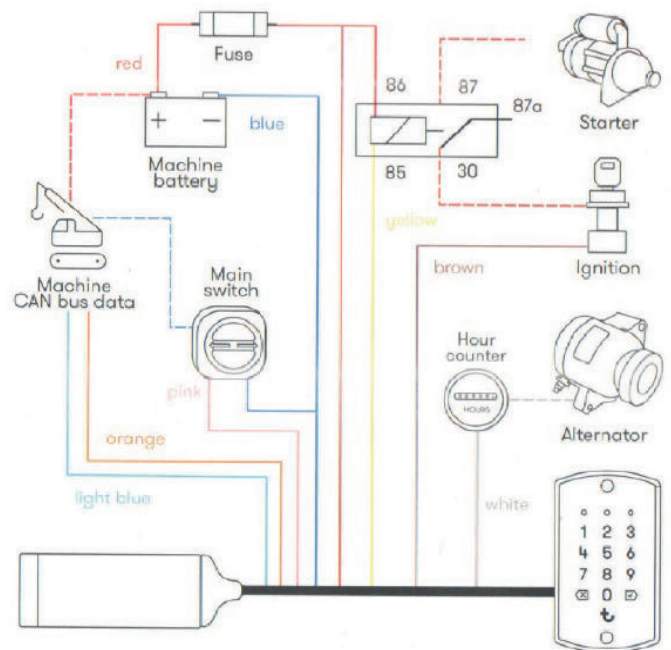 Fuse
red
86
87
87a
Starter
+
−
blue
Machine
battery
85
30
yellow
brown
Ignition
Machine
CAN bus data
Main
switch
Hour
counter
HOURS
pink
Alternator
orange
light blue
white
1 2 3
4 5 6
7 8 9
0